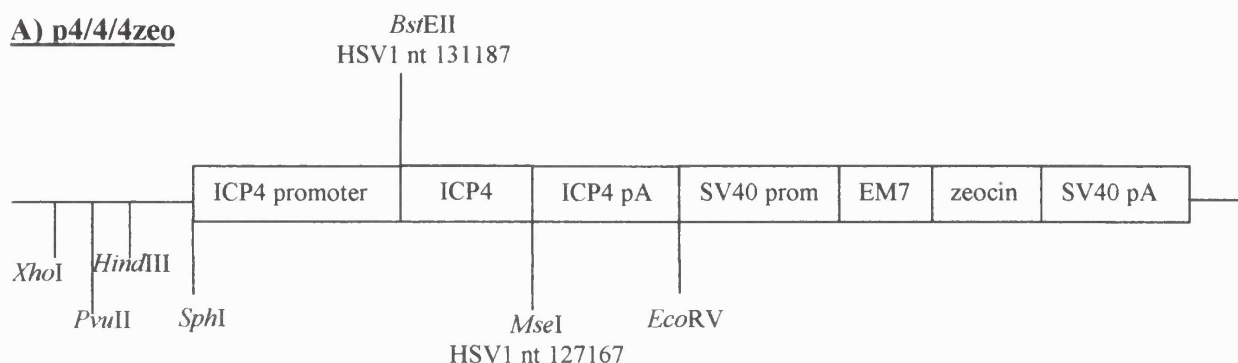 A) p4/4/4zeo
BstEII
HSV1 nt 131187
ICP4 promoter
ICP4
ICP4 pA
SV40 prom
EM7
zeocin
SV40 pA
XhoI
HindIII
PvuII
SphI
MseI
EcoRV
HSV1 nt 127167